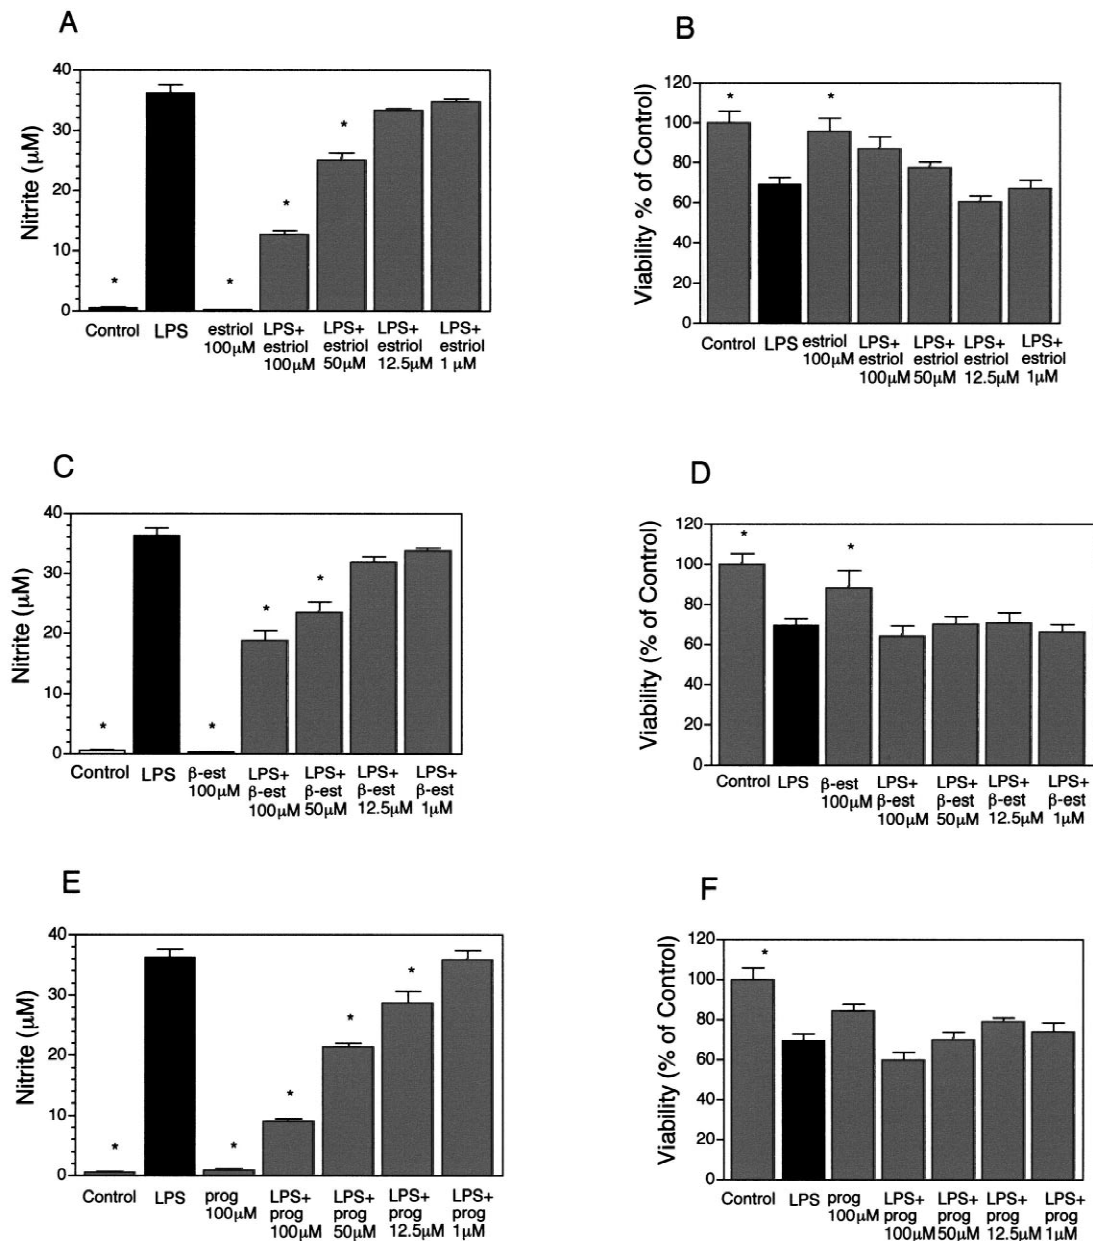 A
Nitrite (μM)
40
30
20
10
0
*
*
*
*
Control
LPS
estriol
100μM
LPS+
estriol
100μM
LPS+
estriol
50μM
LPS+
estriol
12.5μM
LPS+
estriol
1 μM
B
Viability % of Control)
120
100
80
60
40
20
0
*
*
Control
LPS
estriol
100μM
LPS+
estriol
100μM
LPS+
estriol
50μM
LPS+
estriol
12.5μM
LPS+
estriol
1μM
C
Nitrite (μM)
40
30
20
10
0
*
*
*
*
Control
LPS
β-est
100μM
LPS+
β-est
100μM
LPS+
β-est
50μM
LPS+
β-est
12.5μM
LPS+
β-est
1μM
D
Viability (% of Control)
120
100
80
60
40
20
0
*
*
Control
LPS
β-est
100μM
LPS+
β-est
100μM
LPS+
β-est
50μM
LPS+
β-est
12.5μM
LPS+
β-est
1μM
E
Nitrite (μM)
40
30
20
10
0
*
*
*
*
*
Control
LPS
prog
100μM
LPS+
prog
100μM
LPS+
prog
50μM
LPS+
prog
12.5μM
LPS+
prog
1μM
F
Viability (% of Control)
120
100
80
60
40
20
0
*
Control
LPS
prog
100μM
LPS+
prog
100μM
LPS+
prog
50μM
LPS+
prog
12.5μM
LPS+
prog
1μM